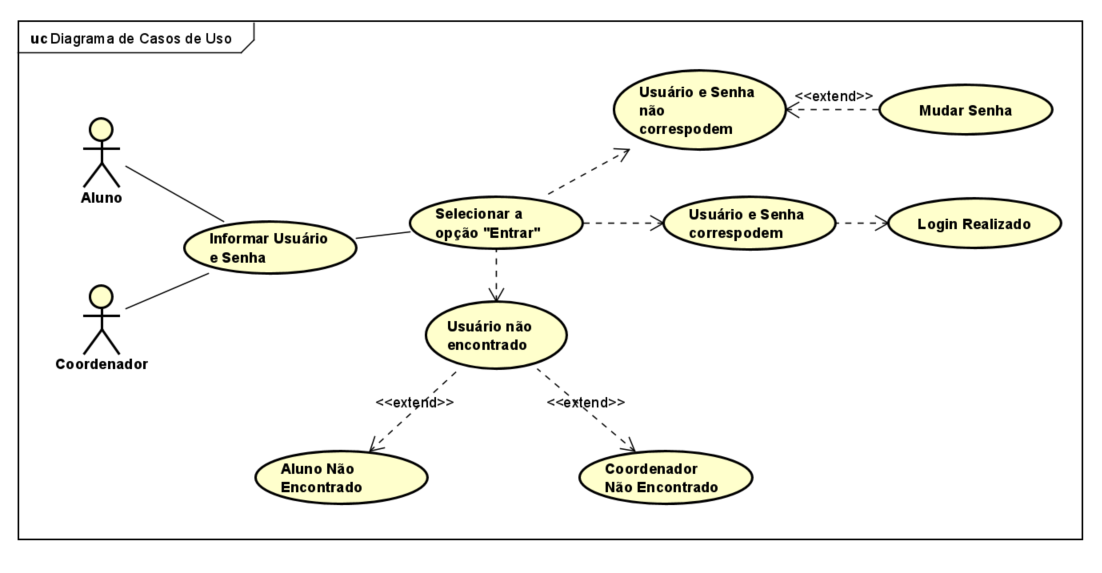 uc Diagrama de Casos de Uso
Usuário e Senha
não
correspodem
<<extend>>
Mudar Senha
Aluno
Selecionar a
opção "Entrar"
Usuário e Senha
correspodem
Login Realizado
Informar Usuário
e Senha
Coordenador
Usuário não
encontrado
<<extend>>
<<extend>>
Aluno Não
Encontrado
Coordenador
Não Encontrado